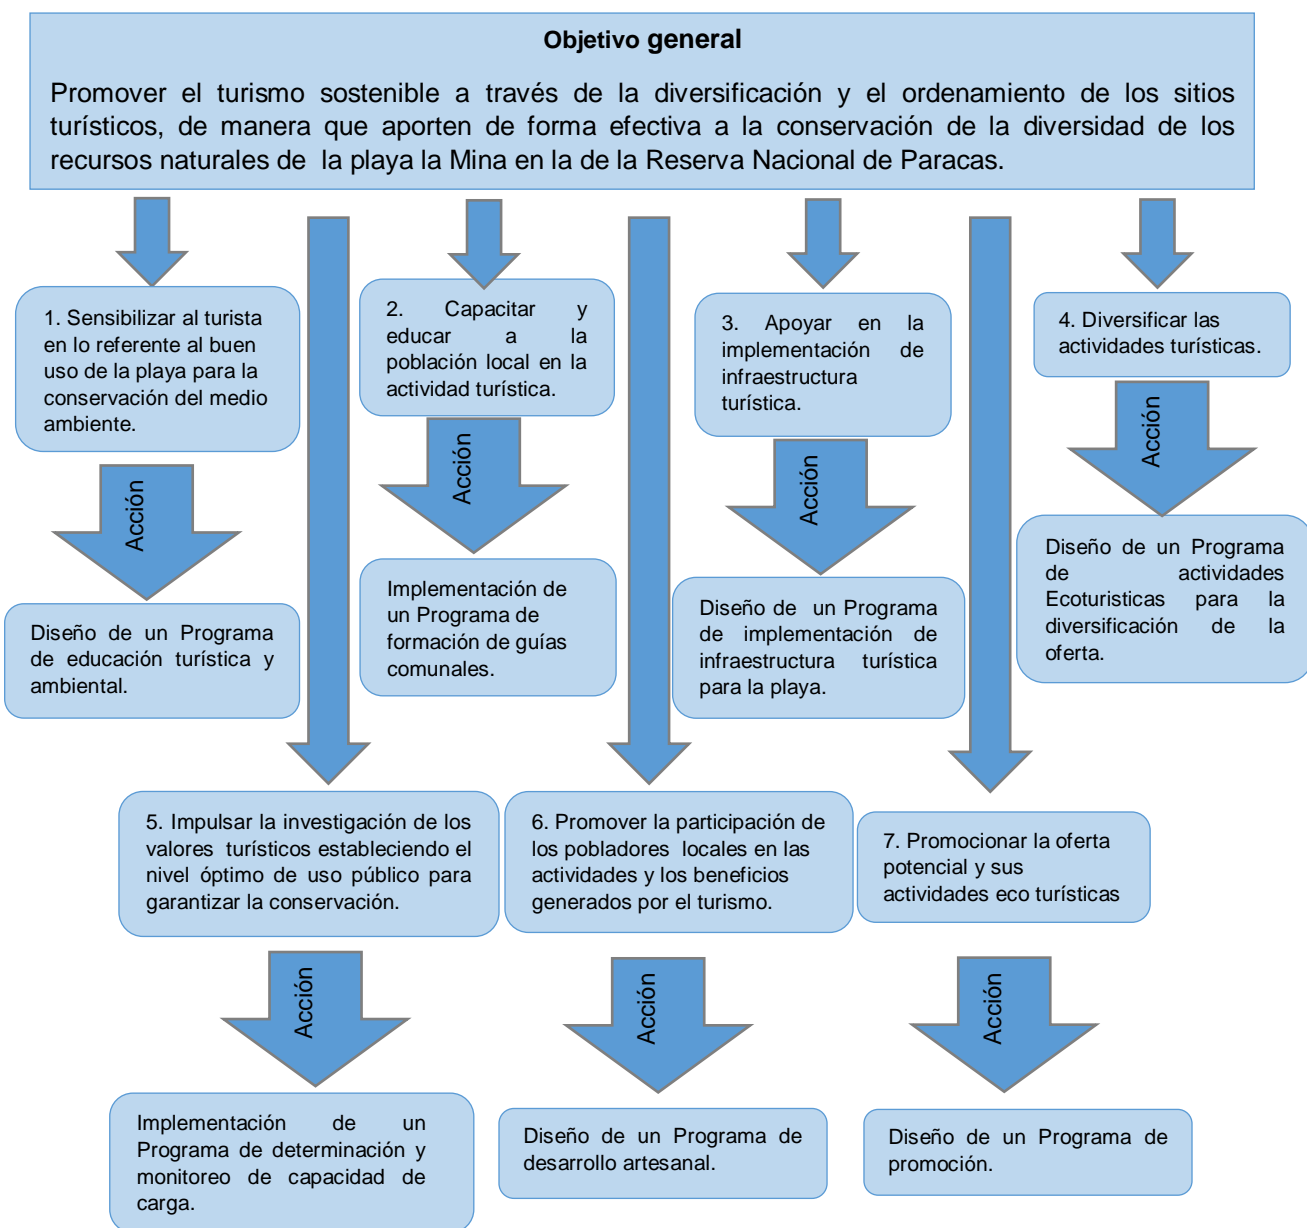 Objetivo general
Promover el turismo sostenible a través de la diversificación y el ordenamiento de los sitios
turísticos, de manera que aporten de forma efectiva a la conservación de la diversidad de los
recursos naturales de la playa la Mina en la de la Reserva Nacional de Paracas.
1. Sensibilizar al turista
en lo referente al buen
uso de la playa para la
conservación del medio
ambiente.
2. Capacitar y
educar a la
población local en la
actividad turística.
3. Apoyar en la
implementación de
infraestructura
turística.
4. Diversificar las
actividades turísticas.
Acción
Acción
Acción
Acción
Diseño de un Programa
de educación turística y
ambiental.
Implementación de
un Programa de
formación de guías
comunales.
Diseño de un Programa
de implementación de
infraestructura turística
para la playa.
Diseño de un Programa
de actividades
Ecoturisticas para la
diversificación de la
oferta.
5. Impulsar la investigación de los
valores turísticos estableciendo el
nivel óptimo de uso público para
garantizar la conservación.
6. Promover la participación de
los pobladores locales en las
actividades y los beneficios
generados por el turismo.
7. Promocionar la oferta
potencial y sus
actividades eco turísticas
Acción
Acción
Acción
Implementación de un
Programa de determinación y
monitoreo de capacidad de
carga.
Diseño de un Programa de
desarrollo artesanal.
Diseño de un Programa de
promoción.